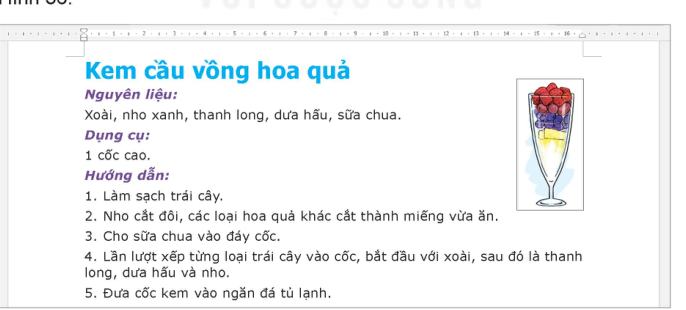 Kem cầu vồng hoa quả
Nguyên liệu:
Xoài, nho xanh, thanh long, dưa hấu, sữa chua.
Dụng cụ:
1 cốc cao.
Hướng dẫn:
1. Làm sạch trái cây.
2. Nho cắt đôi, các loại hoa quả khác cắt thành miếng vừa ăn.
3. Cho sữa chua vào đáy cốc.
4. Lần lượt xếp từng loại trái cây vào cốc, bắt đầu với xoài, sau đó là thanh
long, dưa hấu và nho.
5. Đưa cốc kem vào ngăn đá tủ lạnh.